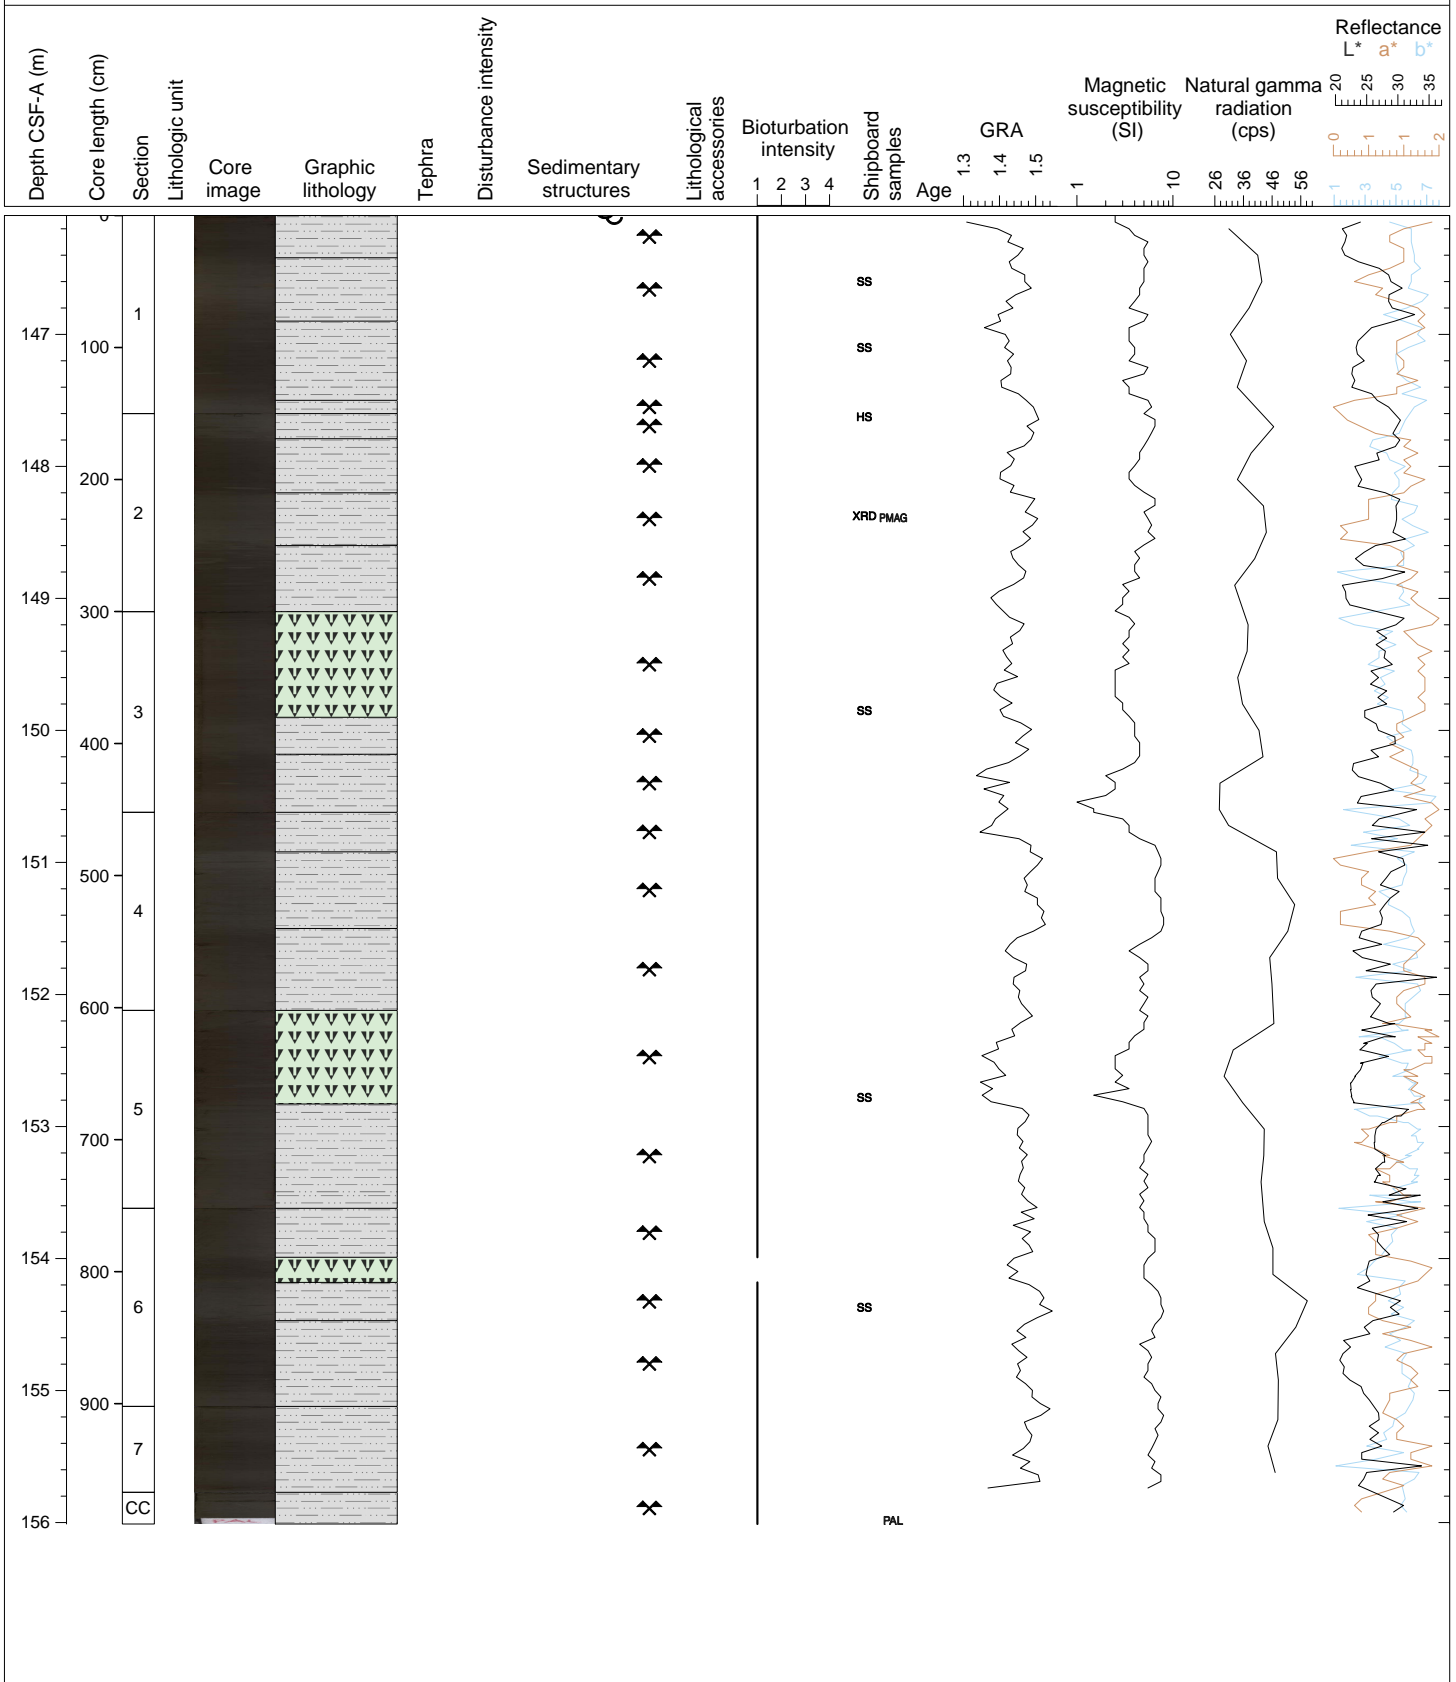 Depth CSF-A (m)
Core length (cm)
Section
Lithologic unit
Core
image
Graphic
lithology
Tephra
Disturbance intensity
Sedimentary
structures
Lithological
accessories
Bioturbation
intensity
1 2 3 4
Shipboard
samples
Age
GRA
1.3 1.4 1.5
Magnetic
susceptibility
(SI)
1 10
Natural gamma
radiation
(cps)
26 36 46 56
Reflectance
L* a* b*
20 25 30 35
0 1 1 2
1 3 5 7
0
1
SS
147
100
SS
HS
148
200
2
XRD PMAG
149
300
3
SS
150
400
151
500
4
152
600
5
SS
153
700
154
800
6
SS
155
900
7
CC
156
PAL